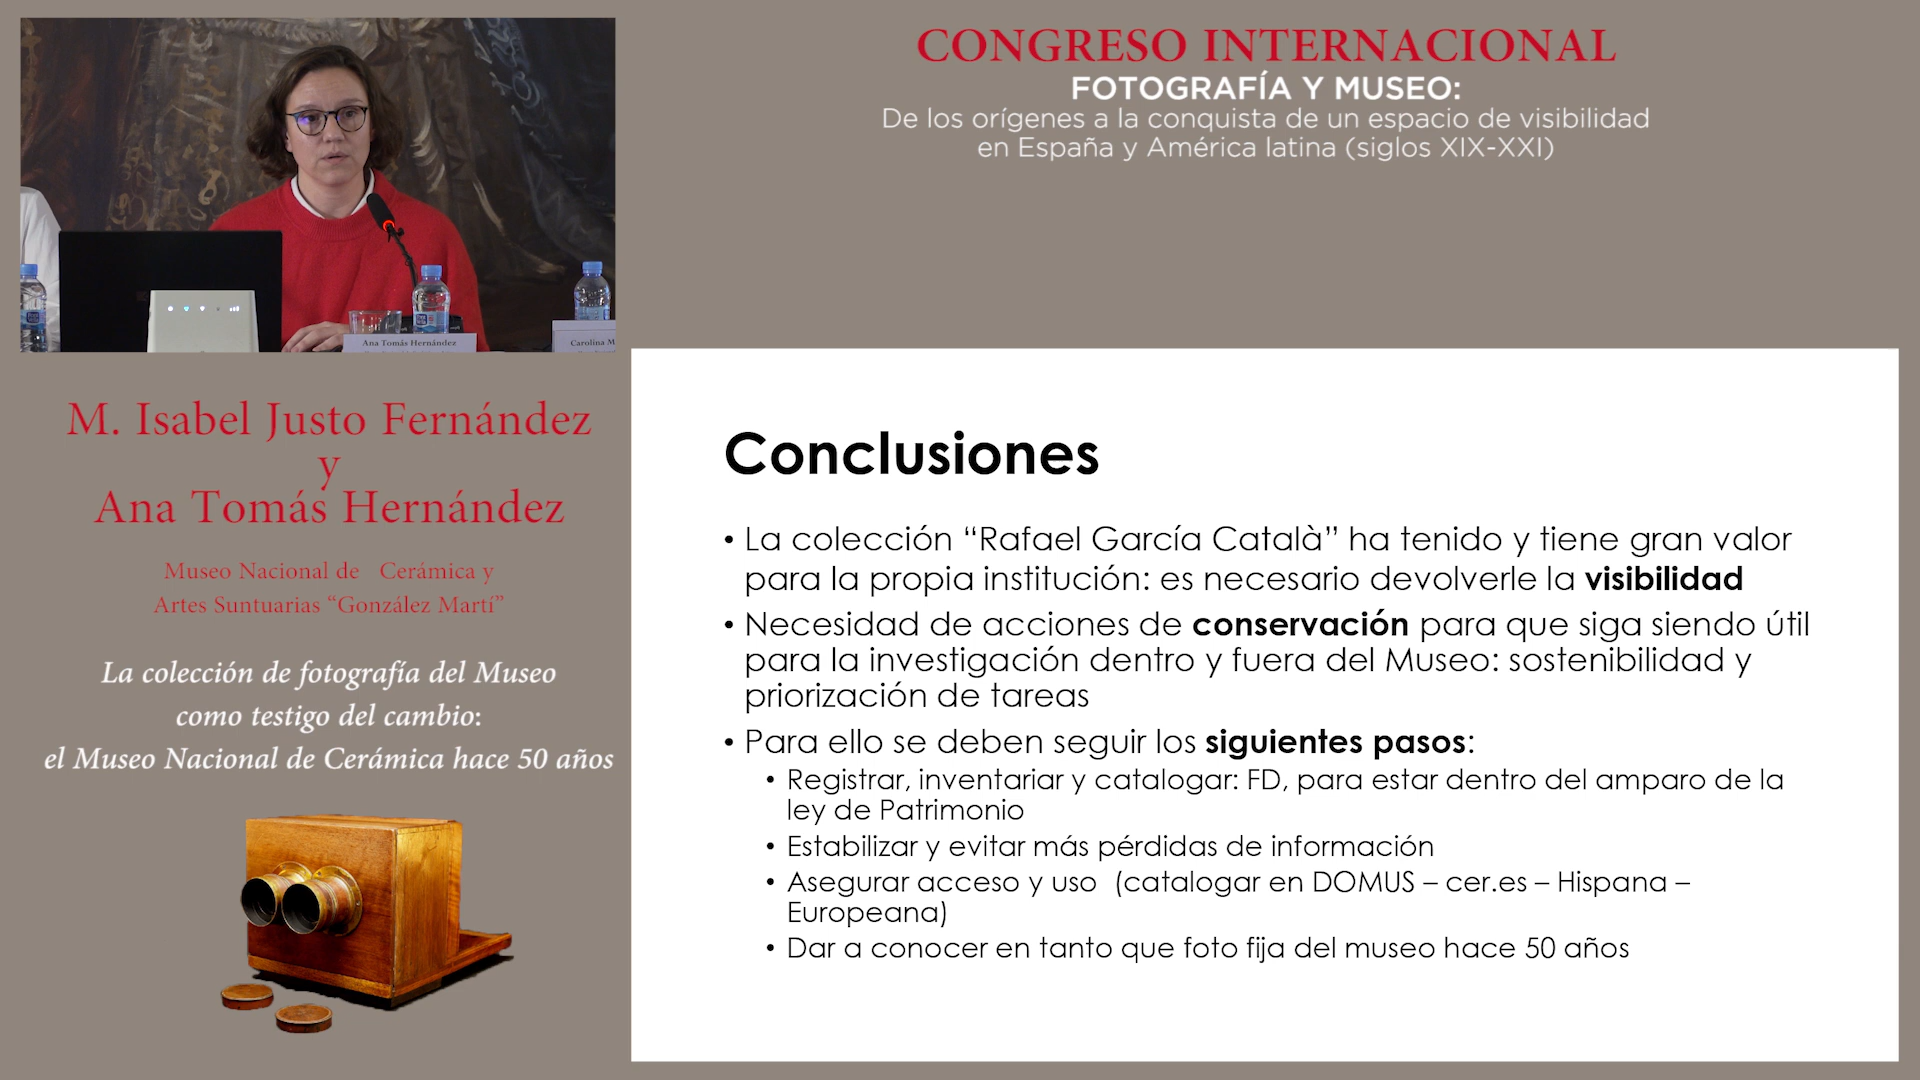 CONGRESO INTERNACIONAL
FOTOGRAFÍA Y MUSEO:
De los orígenes a la conquista de un espacio de visibilidad
en España y América latina (siglos XIX-XXI)
Ana Tomás Hernández
Carolina M
M. Isabel Justo Fernández
y
Ana Tomás Hernández
Museo Nacional de Cerámica y
Artes Suntuarias “González Martí”
La colección de fotografía del Museo
como testigo del cambio:
el Museo Nacional de Cerámica hace 50 años
Conclusiones
• La colección “Rafael García Català” ha tenido y tiene gran valor
para la propia institución: es necesario devolverle la visibilidad
• Necesidad de acciones de conservación para que siga siendo útil
para la investigación dentro y fuera del Museo: sostenibilidad y
priorización de tareas
• Para ello se deben seguir los siguientes pasos:
• Registrar, inventariar y catalogar: FD, para estar dentro del amparo de la
ley de Patrimonio
• Estabilizar y evitar más pérdidas de información
• Asegurar acceso y uso (catalogar en DOMUS – cer.es – Hispana –
Europeana)
• Dar a conocer en tanto que foto fija del museo hace 50 años